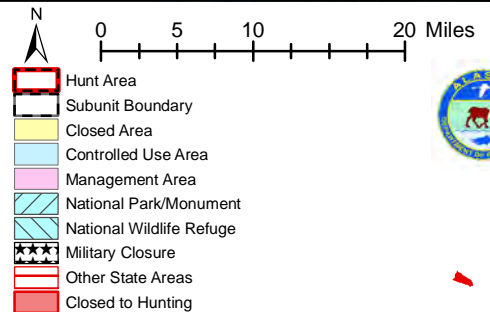 N
0 5 10 20 Miles
Hunt Area
Subunit Boundary
Closed Area
Controlled Use Area
Management Area
National Park/Monument
National Wildlife Refuge
Military Closure
Other State Areas
Closed to Hunting
ALAS